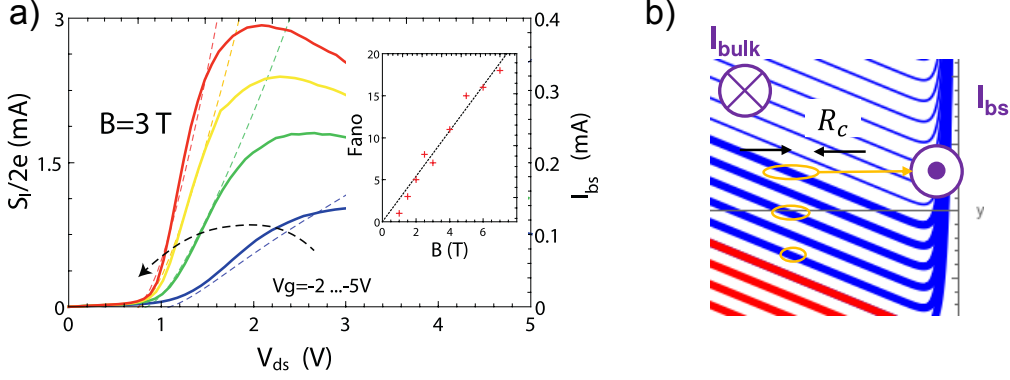 a)
3
1.5
0
S_I/2e (mA)
B=3 T
Vg=-2 ...-5V
0 1 2 3 4 5
V_ds (V)
0.4
0.3
0.2
0.1
0
I_bs (mA)
20
15
10
5
0
Fano
0 2 4 6
B (T)
b)
I_bulk
R_c
I_bs
y